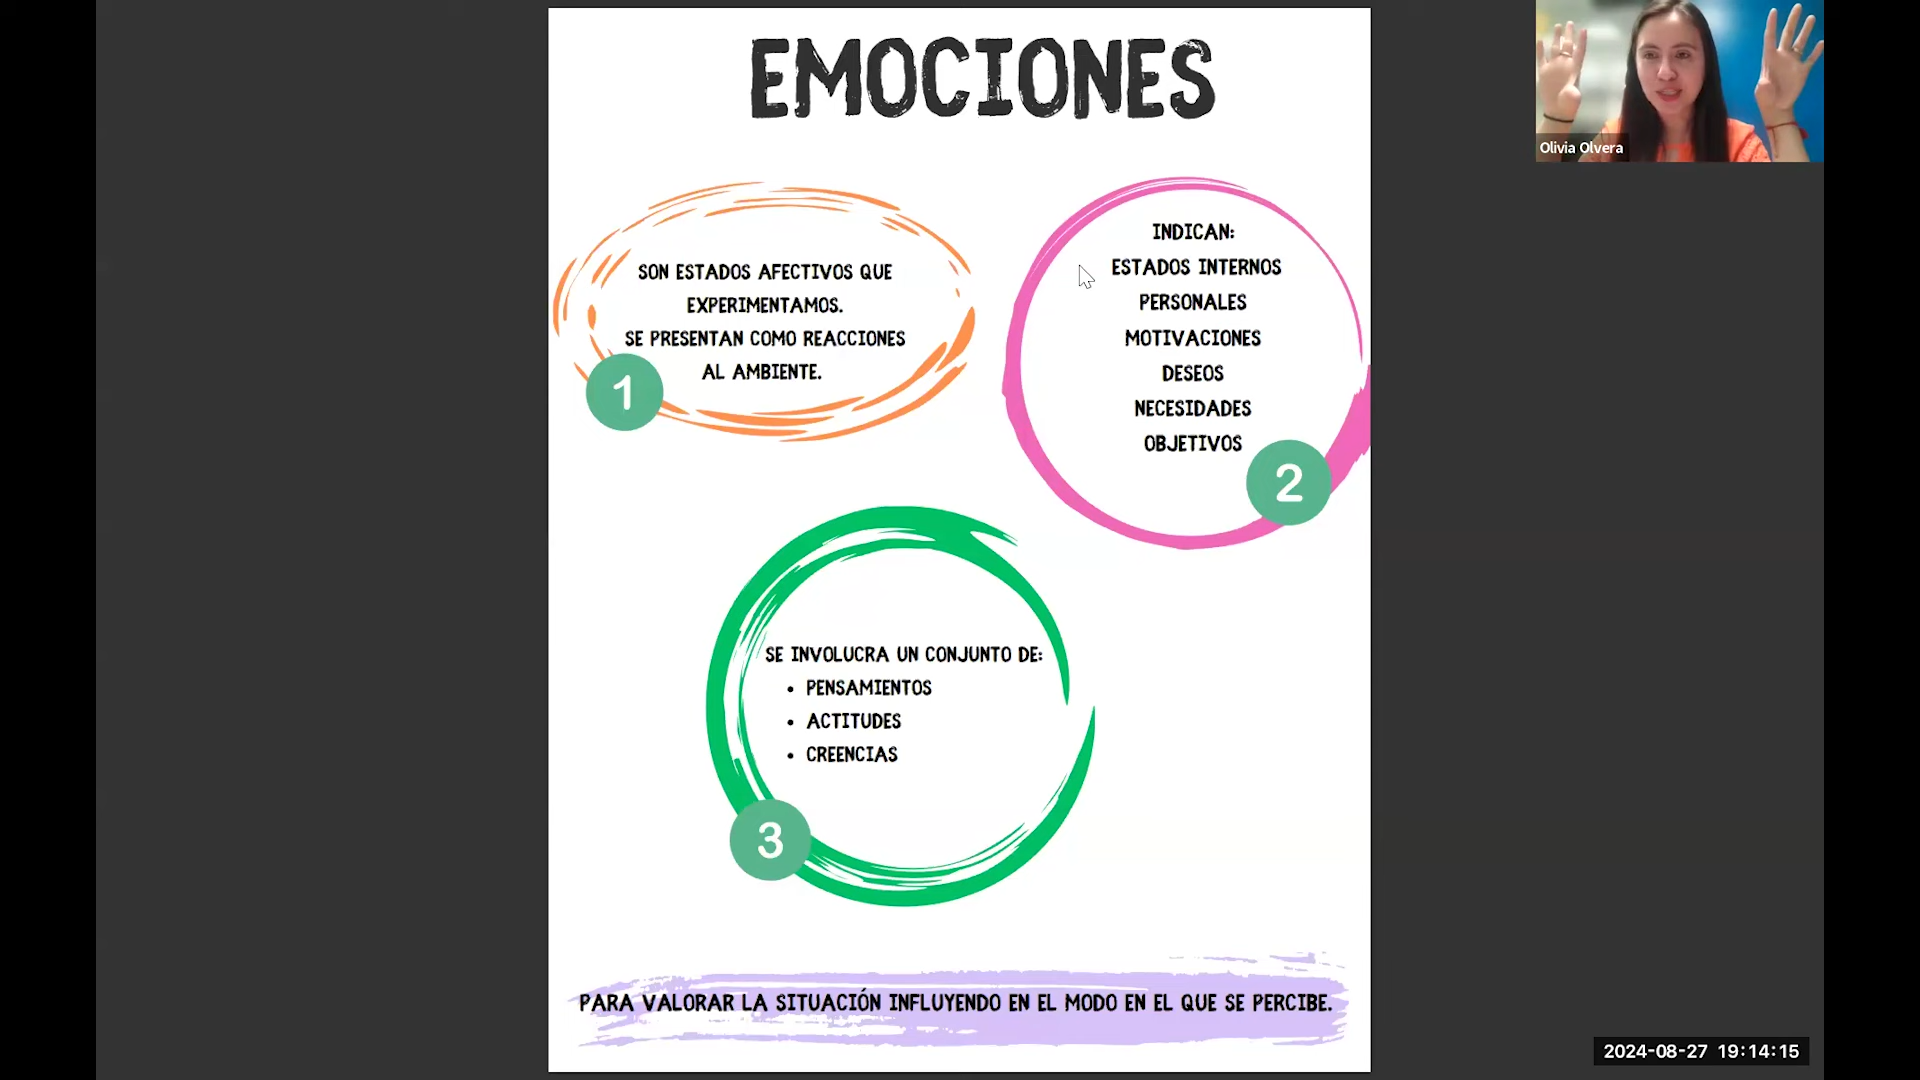 EMOCIONES
Olivia Olvera
SON ESTADOS AFECTIVOS QUE
EXPERIMENTAMOS.
SE PRESENTAN COMO REACCIONES
AL AMBIENTE.
1
INDICAN:
ESTADOS INTERNOS
PERSONALES
MOTIVACIONES
DESEOS
NECESIDADES
OBJETIVOS
2
SE INVOLUCRA UN CONJUNTO DE:
• PENSAMIENTOS
• ACTITUDES
• CREENCIAS
3
PARA VALORAR LA SITUACIÓN INFLUYENDO EN EL MODO EN EL QUE SE PERCIBE.
2024-08-27 19:14:15